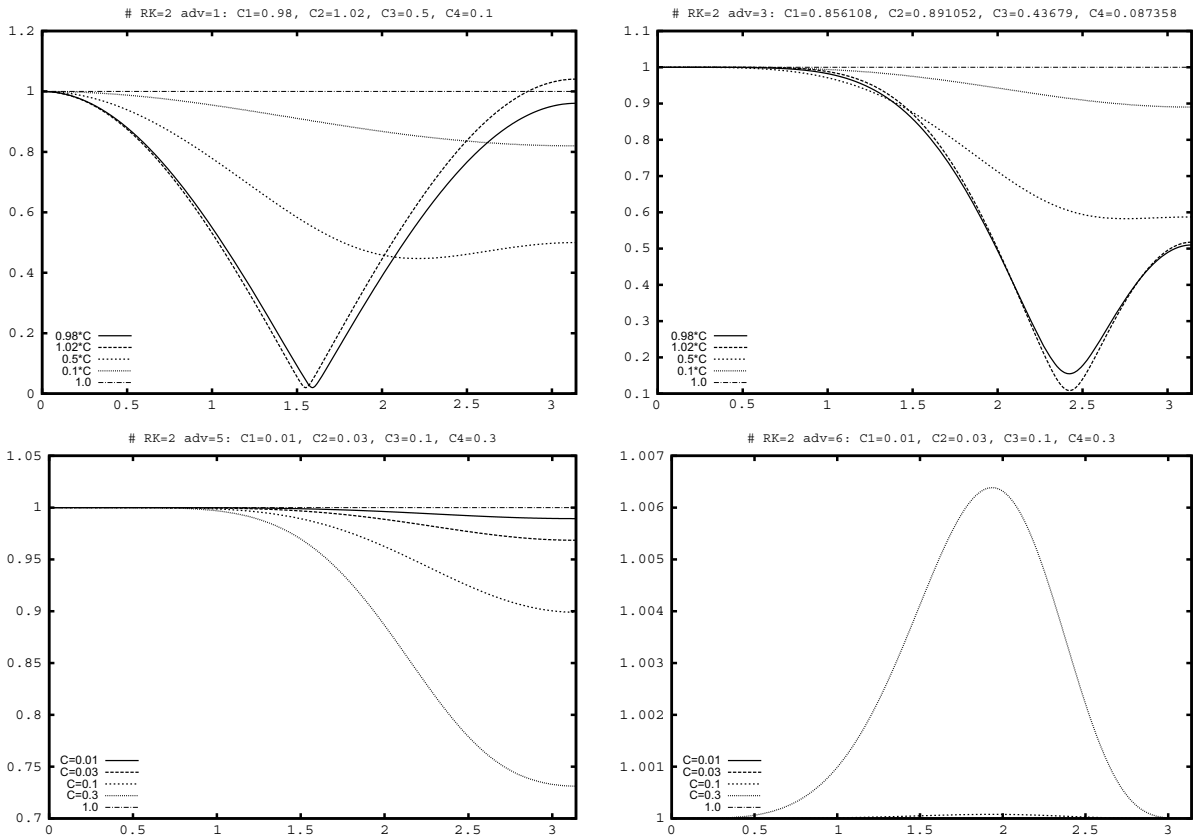 # RK=2 adv=1: C1=0.98, C2=1.02, C3=0.5, C4=0.1
1.2
1
0.8
0.6
0.4
0.2
0
0.98*C
1.02*C
0.5*C
0.1*C
1.0
0 0.5 1 1.5 2 2.5 3
# RK=2 adv=3: C1=0.856108, C2=0.891052, C3=0.43679, C4=0.087358
1.1
1
0.9
0.8
0.7
0.6
0.5
0.4
0.3
0.2
0.1
0.98*C
1.02*C
0.5*C
0.1*C
1.0
0 0.5 1 1.5 2 2.5 3
# RK=2 adv=5: C1=0.01, C2=0.03, C3=0.1, C4=0.3
1.05
1
0.95
0.9
0.85
0.8
0.75
0.7
C=0.01
C=0.03
C=0.1
C=0.3
1.0
0 0.5 1 1.5 2 2.5 3
# RK=2 adv=6: C1=0.01, C2=0.03, C3=0.1, C4=0.3
1.007
1.006
1.005
1.004
1.003
1.002
1.001
1
C=0.01
C=0.03
C=0.1
C=0.3
1.0
0 0.5 1 1.5 2 2.5 3